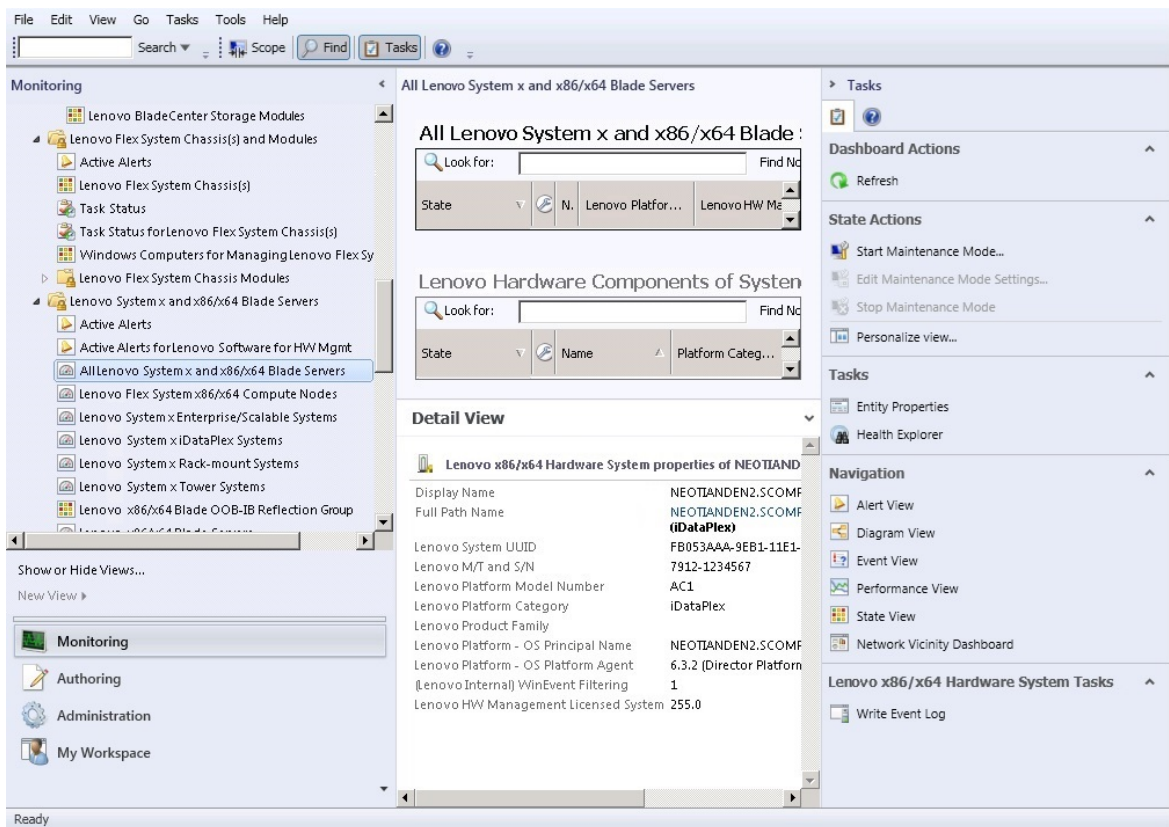 File Edit View Go Tasks Tools Help
Search Scope Find Tasks
Monitoring
Lenovo BladeCenter Storage Modules
Lenovo Flex System Chassis(s) and Modules
Active Alerts
Lenovo Flex System Chassis(s)
Task Status
Task Status for Lenovo Flex System Chassis(s)
Windows Computers for Managing Lenovo Flex Sy
Lenovo Flex System Chassis Modules
Lenovo System x and x86/x64 Blade Servers
Active Alerts
Active Alerts for Lenovo Software for HW Mgmt
All Lenovo System x and x86/x64 Blade Servers
Lenovo Flex System x86/x64 Compute Nodes
Lenovo System x Enterprise/Scalable Systems
Lenovo System x iDataPlex Systems
Lenovo System x Rack-mount Systems
Lenovo System x Tower Systems
Lenovo x86/x64 Blade OOB-IB Reflection Group
Show or Hide Views...
New View
Monitoring
Authoring
Administration
My Workspace
All Lenovo System x and x86/x64 Blade Servers
All Lenovo System x and x86/x64 Blade
Look for: Find No
State N. Lenovo Platfor... Lenovo HW Ma
Lenovo Hardware Components of System
Look for: Find No
State Name Platform Categ...
Detail View
Lenovo x86/x64 Hardware System properties of NEOTIAND
Display Name NEOTIANDEN2.SCOMP
Full Path Name NEOTIANDEN2.SCOMP
(iDataPlex)
Lenovo System UUID FB053AAA-9EB1-11E1-
Lenovo M/T and S/N 7912-1234567
Lenovo Platform Model Number AC1
Lenovo Platform Category iDataPlex
Lenovo Product Family
Lenovo Platform - OS Principal Name NEOTIANDEN2.SCOMP
Lenovo Platform - OS Platform Agent 6.3.2 (Director Platform
(Lenovo Internal) WinEvent Filtering 1
Lenovo HW Management Licensed System 255.0
Tasks
Dashboard Actions
Refresh
State Actions
Start Maintenance Mode...
Edit Maintenance Mode Settings...
Stop Maintenance Mode
Personalize view...
Tasks
Entity Properties
Health Explorer
Navigation
Alert View
Diagram View
Event View
Performance View
State View
Network Vicinity Dashboard
Lenovo x86/x64 Hardware System Tasks
Write Event Log
Ready